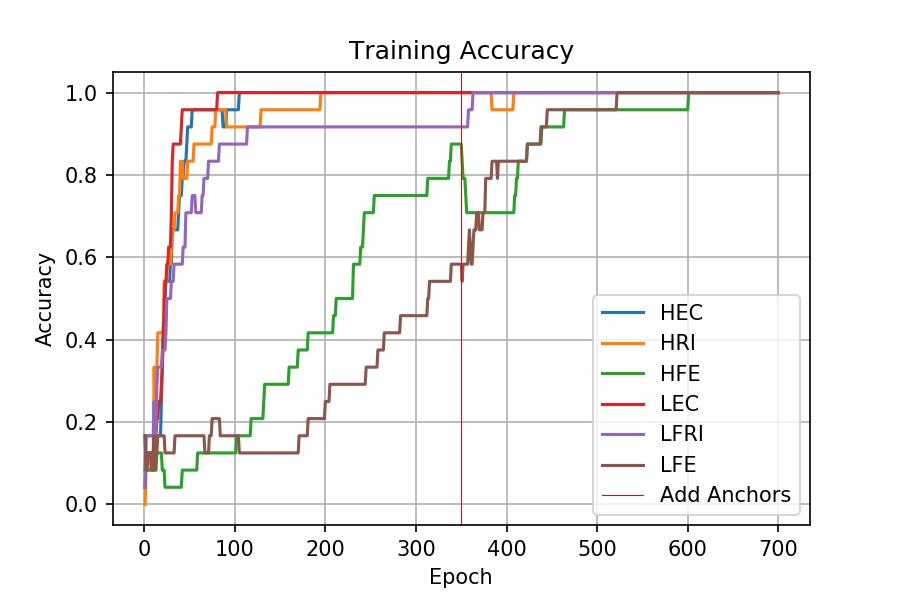 Training Accuracy
1.0
0.8
0.6
0.4
0.2
0.0
Accuracy
0 100 200 300 400 500 600 700
Epoch
HEC
HRI
HFE
LEC
LFRI
LFE
Add Anchors